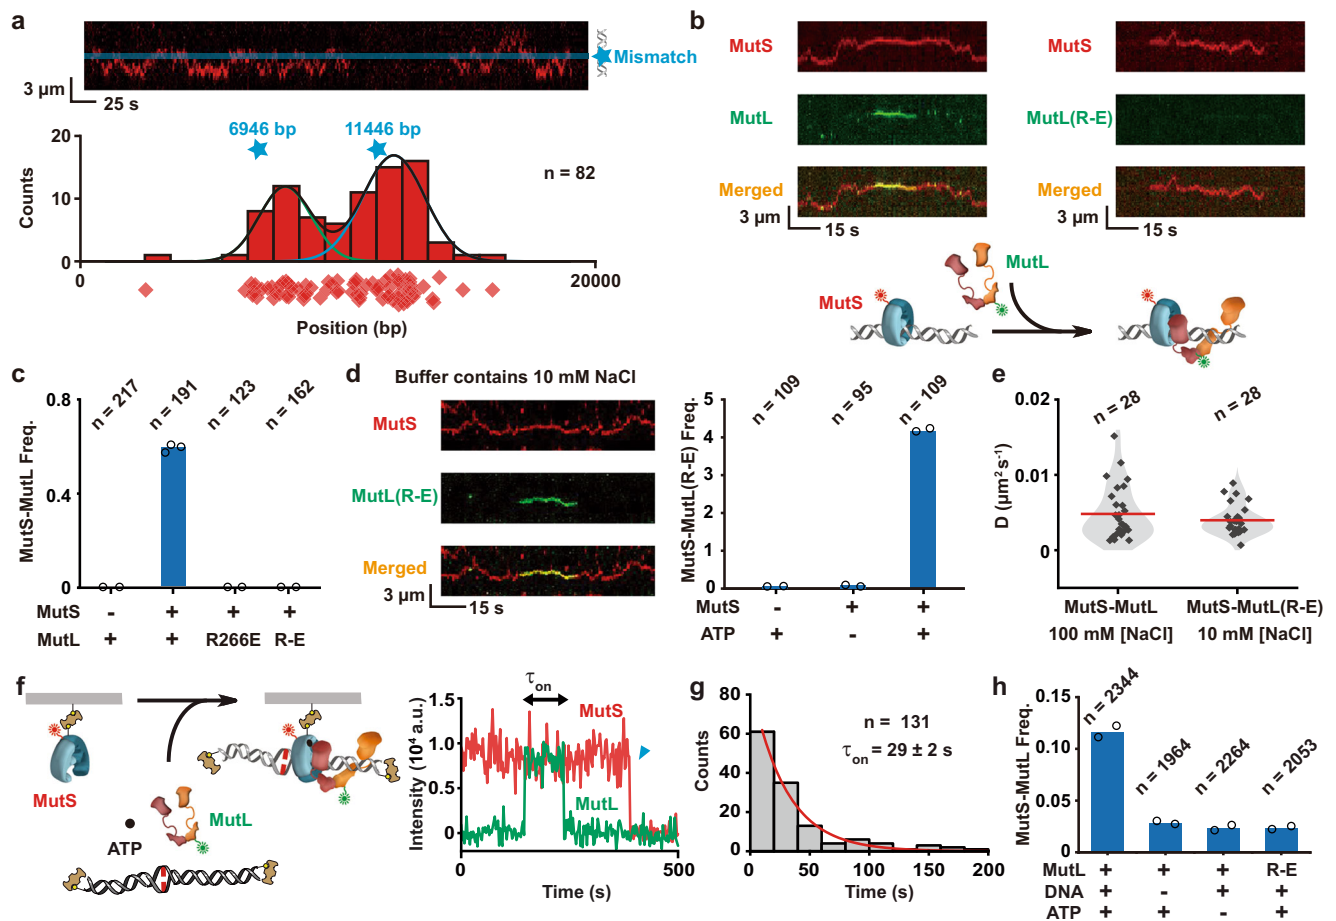 a
Mismatch
3 μm
25 s
20
10
0
Counts
6946 bp
11446 bp
n = 82
0
20000
Position (bp)
b
MutS
MutL
Merged
3 μm
15 s
MutS
MutL(R-E)
Merged
3 μm
15 s
MutS
MutL
c
MutS-MutL Freq.
0.8
0.4
0
n = 217
n = 191
n = 123
n = 162
MutS - + + +
MutL + + R266E R-E
d
Buffer contains 10 mM NaCl
MutS
MutL(R-E)
Merged
3 μm
15 s
MutS-MutL(R-E) Freq.
5
4
3
2
1
0
n = 109
n = 95
n = 109
MutS - + +
ATP + - +
e
D (μm² s⁻¹)
0.02
0.01
0
n = 28
n = 28
MutS-MutL MutS-MutL(R-E)
100 mM [NaCl] 10 mM [NaCl]
f
MutS
ATP
MutL
Intensity (10⁴ a.u.)
1.5
1.0
0.5
0
τon
MutS
MutL
0
500
Time (s)
g
Counts
80
60
40
20
0
n = 131
τon = 29 ± 2 s
0 50 100 150 200
Time (s)
h
MutS-MutL Freq.
0.15
0.10
0.05
0
n = 2344
n = 1964
n = 2264
n = 2053
MutL + + + R-E
DNA + - + +
ATP + + - +